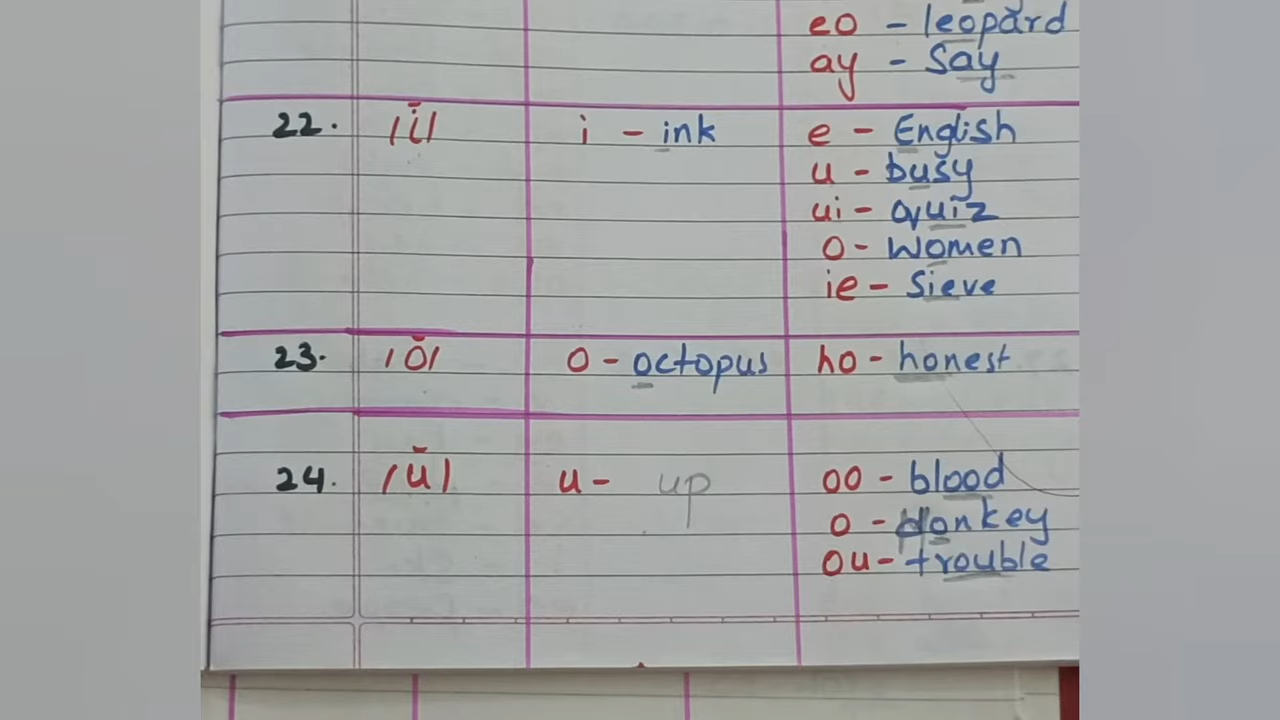 eo - leopard
ay - Say
22. /ĭ/ i - ink e - English
u - busy
ui - quiz
o - Women
ie - Sieve
23. /ŏ/ o - octopus ho - honest
24. /ŭ/ u - up oo - blood
o - donkey
ou - trouble